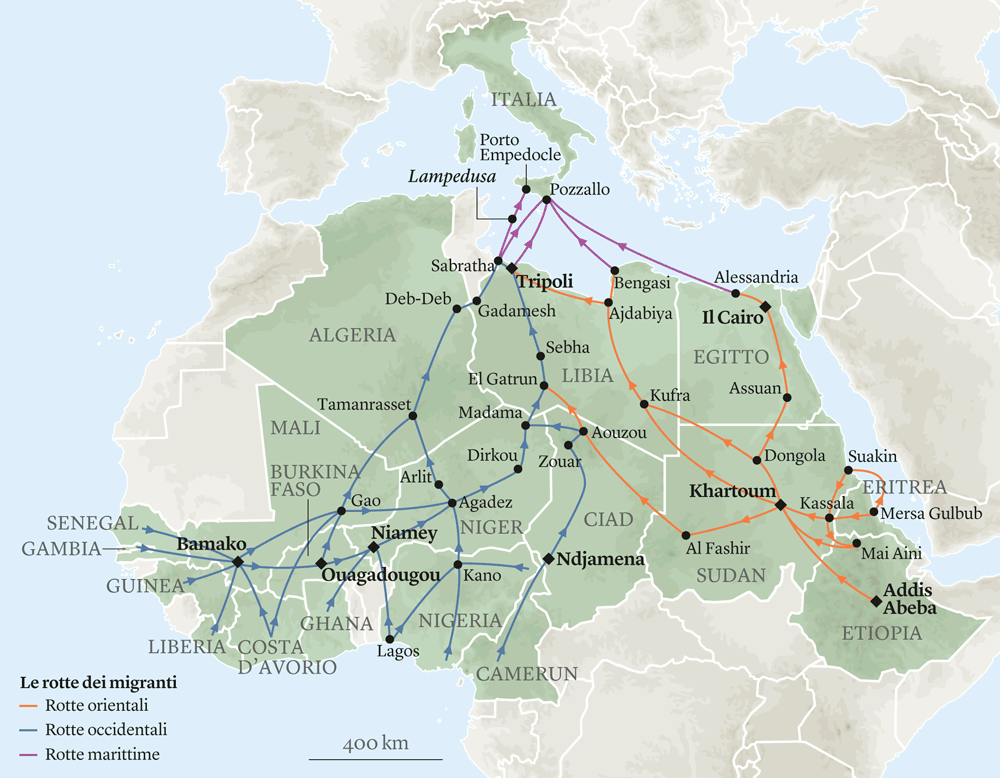 ITALIA
Porto
Empedocle
Lampedusa
Pozzallo
Sabratha
Tripoli
Bengasi
Alessandria
Deb-Deb
Gadamesh
Ajdabiya
Il Cairo
ALGERIA
Sebha
EGITTO
El Gatrun
LIBIA
Assuan
Tamanrasset
Kufra
Madama
MALI
Aouzou
Dirkou
Zouar
Dongola
Suakin
BURKINA
FASO
Arlit
Khartoum
Kassala
ERITREA
Gao
Agadez
Mersa Gulbub
SENEGAL
Niamey
NIGER
CIAD
GAMBIA
Bamako
Al Fashir
Mai Aini
Ndjamena
Ouagadougou
Kano
SUDAN
GUINEA
Addis
Abeba
GHANA
NIGERIA
ETIOPIA
LIBERIA
COSTA
D'AVORIO
Lagos
CAMERUN
Le rotte dei migranti
Rotte orientali
Rotte occidentali
Rotte marittime
400 km